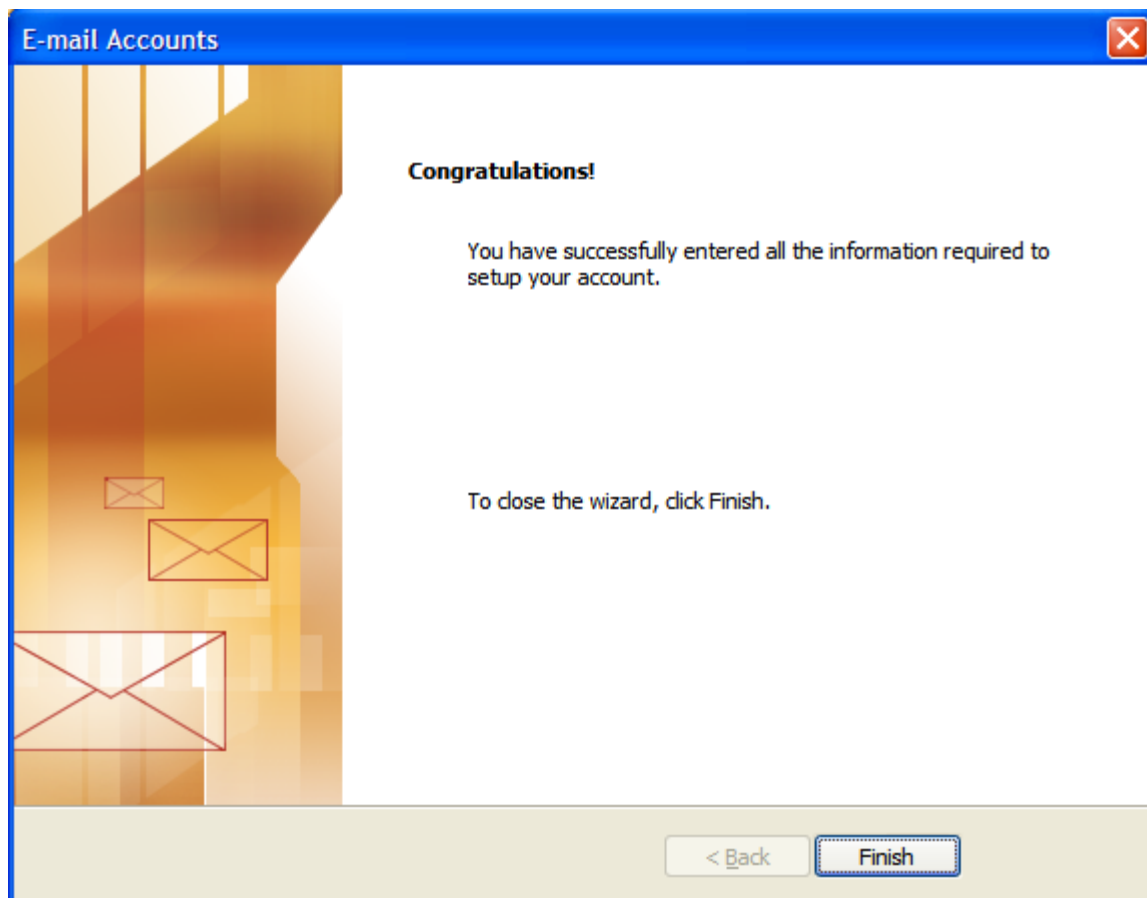 E-mail Accounts
Congratulations!
You have successfully entered all the information required to
setup your account.
To close the wizard, click Finish.
< Back
Finish